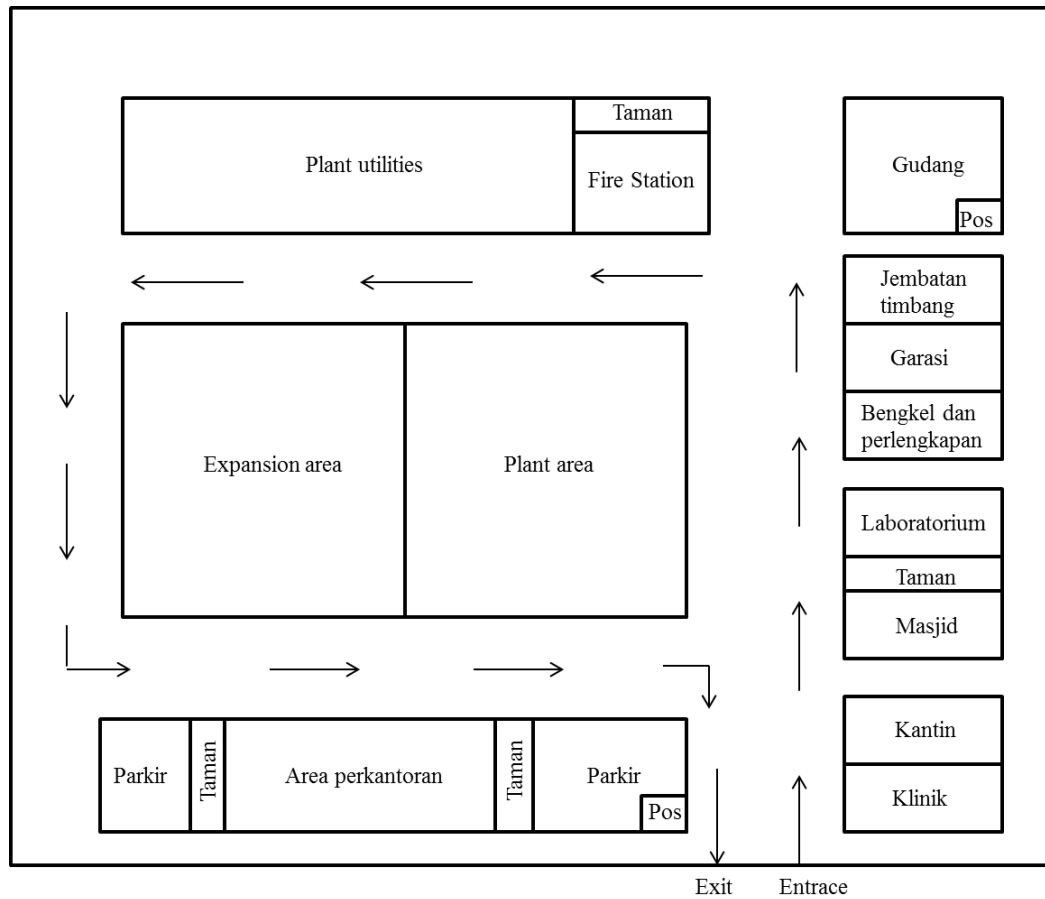 Taman
Plant utilities
Fire Station
Gudang
Pos
Jembatan
timbang
Garasi
Bengkel dan
perlengkapan
Expansion area
Plant area
Laboratorium
Taman
Masjid
Kantin
Klinik
Parkir
Taman
Area perkantoran
Taman
Parkir
Pos
Exit
Entrace